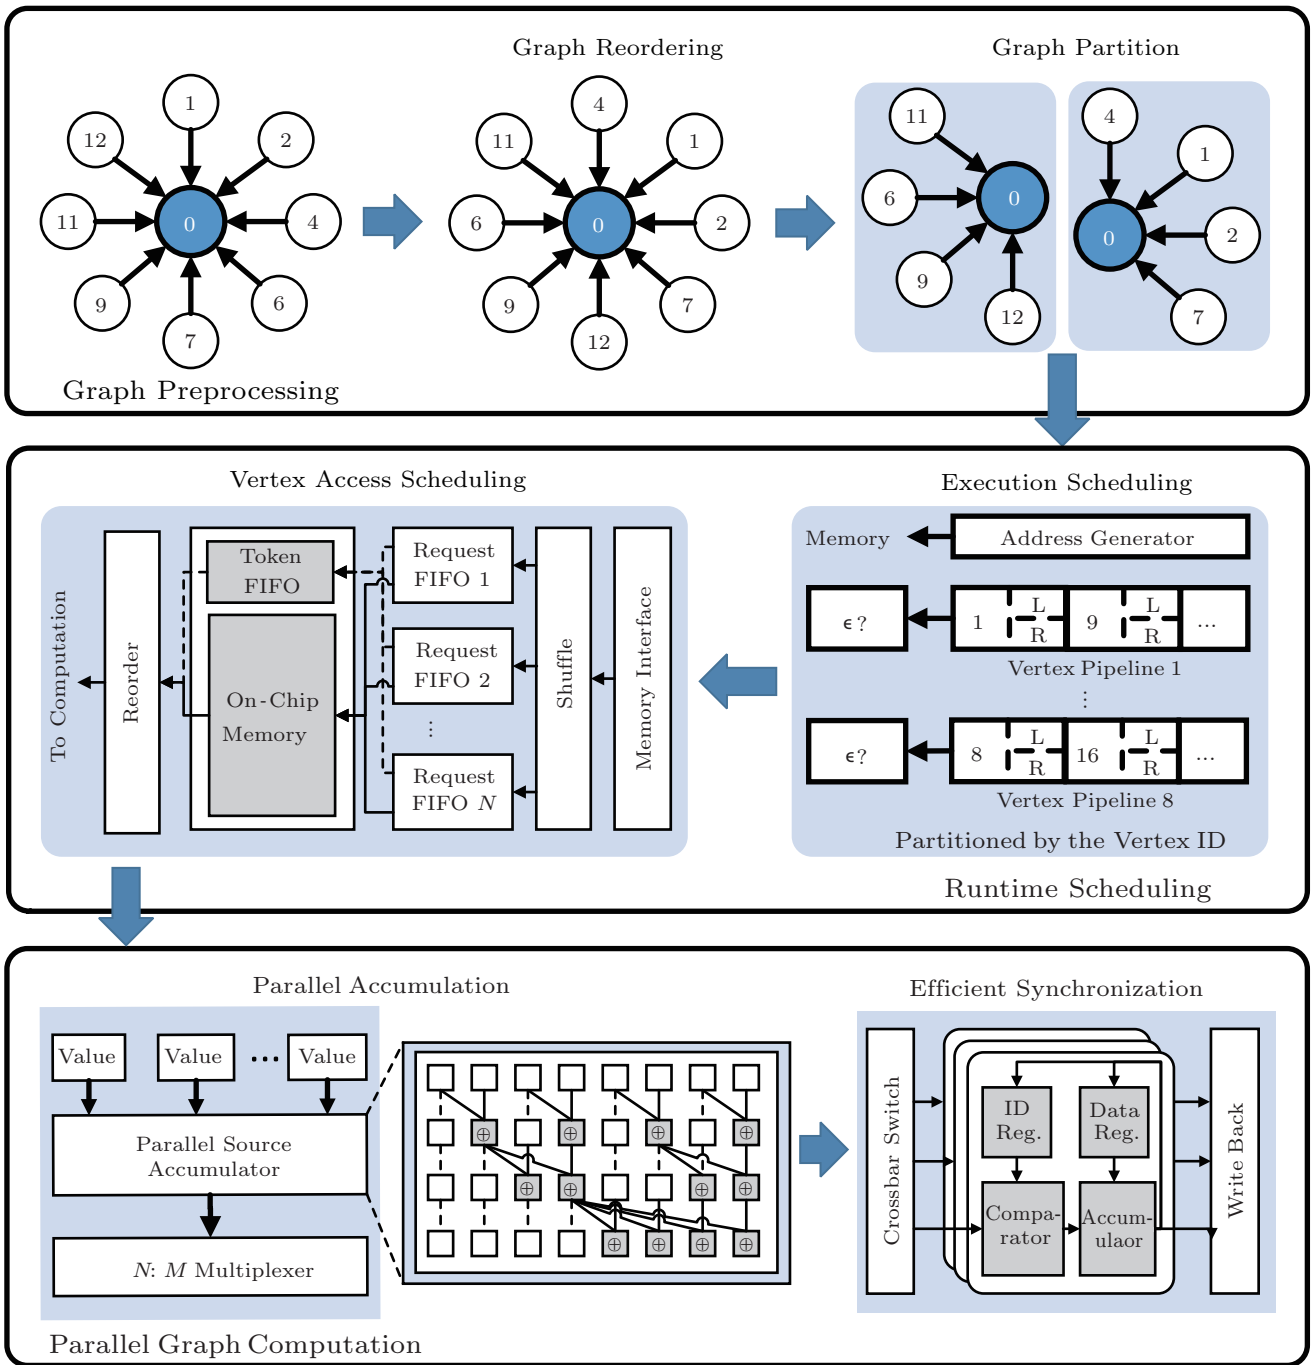 Graph Reordering
Graph Partition
1
12
2
11
0
4
9
6
7
4
11
1
6
0
2
9
7
12
11
6
0
9
12
4
1
0
2
7
Graph Preprocessing
Vertex Access Scheduling
Execution Scheduling
To Computation
Reorder
Token
FIFO
On-Chip
Memory
Request
FIFO 1
Request
FIFO 2
⋮
Request
FIFO N
Shuffle
Memory Interface
Memory
Address Generator
ϵ?
1
L
R
9
L
R
...
Vertex Pipeline 1
⋮
ϵ?
8
L
R
16
L
R
...
Vertex Pipeline 8
Partitioned by the Vertex ID
Runtime Scheduling
Parallel Accumulation
Efficient Synchronization
Value
Value
...
Value
Parallel Source
Accumulator
N: M Multiplexer
⊕ ⊕ ⊕ ⊕
⊕ ⊕ ⊕ ⊕
⊕ ⊕ ⊕ ⊕
Crossbar Switch
ID
Reg.
Data
Reg.
Compa-
rator
Accum-
ulaor
Write Back
Parallel Graph Computation